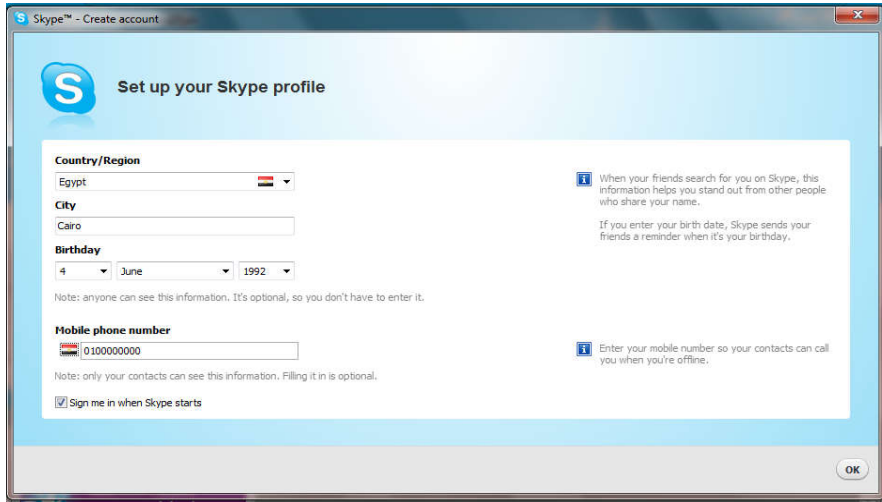 Skype™ - Create account
S
Set up your Skype profile
Country/Region
Egypt
When your friends search for you on Skype, this
information helps you stand out from other people
who share your name.
City
Cairo
If you enter your birth date, Skype sends your
friends a reminder when it's your birthday.
Birthday
4 June 1992
Note: anyone can see this information. It's optional, so you don't have to enter it.
Mobile phone number
0100000000
Enter your mobile number so your contacts can call
you when you're offline.
Note: only your contacts can see this information. Filling it in is optional.
Sign me in when Skype starts
OK